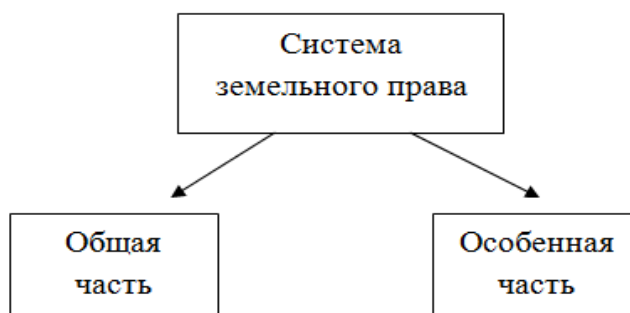 Система
земельного права
Общая
часть
Особенная
часть